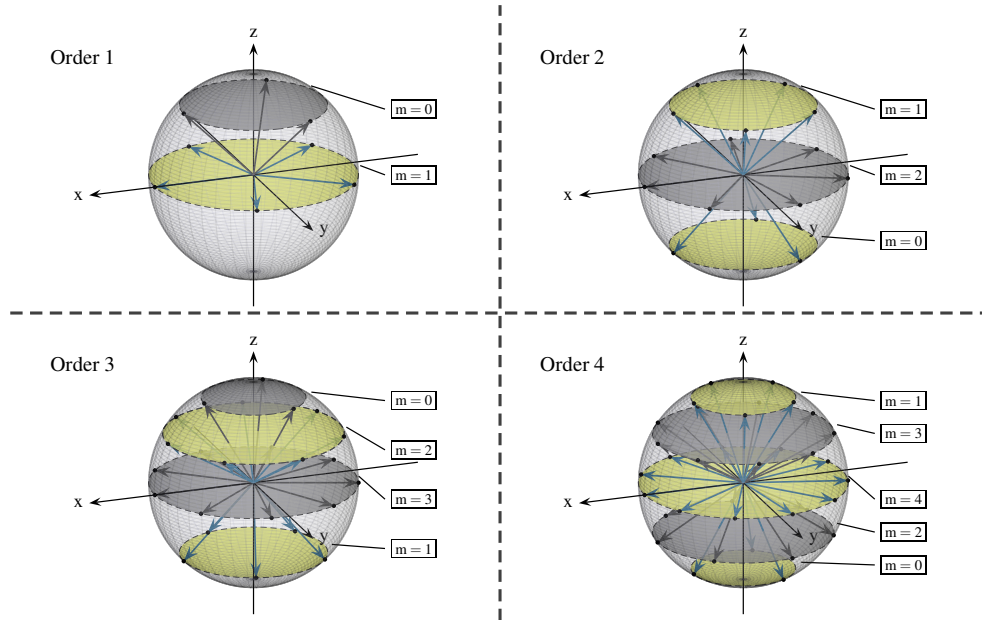 Order 1
z
m = 0
m = 1
x
y
Order 2
z
m = 1
m = 2
x
y
m = 0
Order 3
z
m = 0
m = 2
m = 3
x
y
m = 1
Order 4
z
m = 1
m = 3
m = 4
x
y
m = 2
m = 0